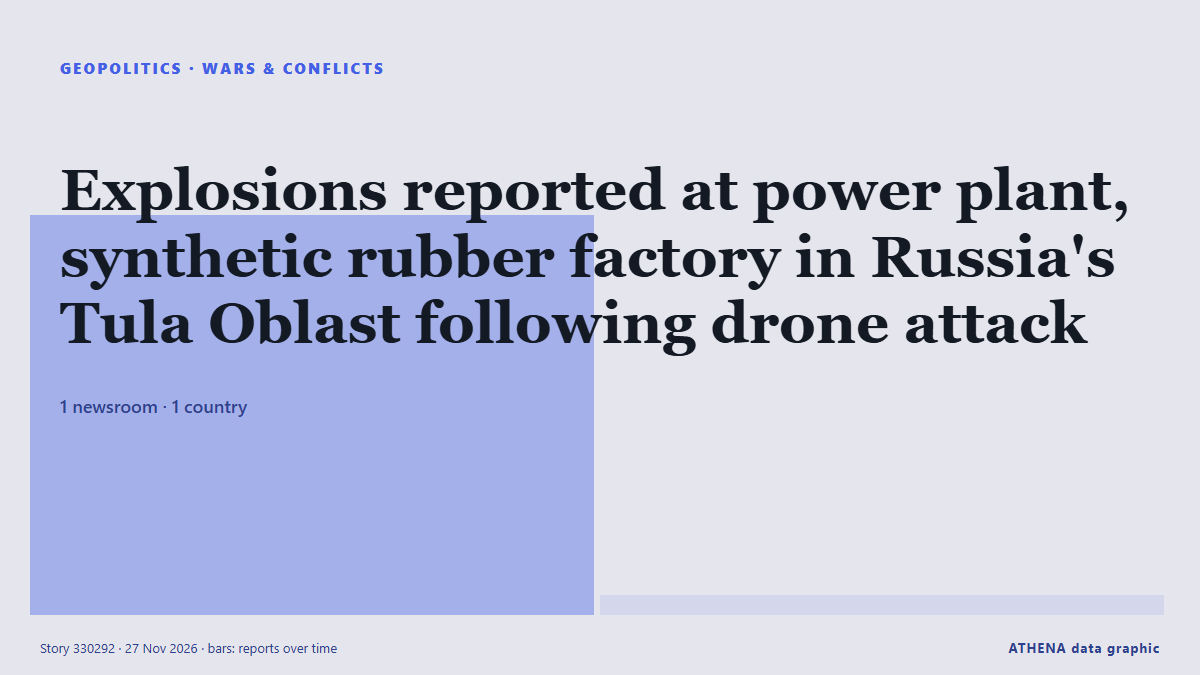 GEOPOLITICS · WARS & CONFLICTS
Explosions reported at power plant,
synthetic rubber factory in Russia's
Tula Oblast following drone attack
1 newsroom · 1 country
Story 330292 · 27 Nov 2026 · bars: reports over time
ATHENA data graphic